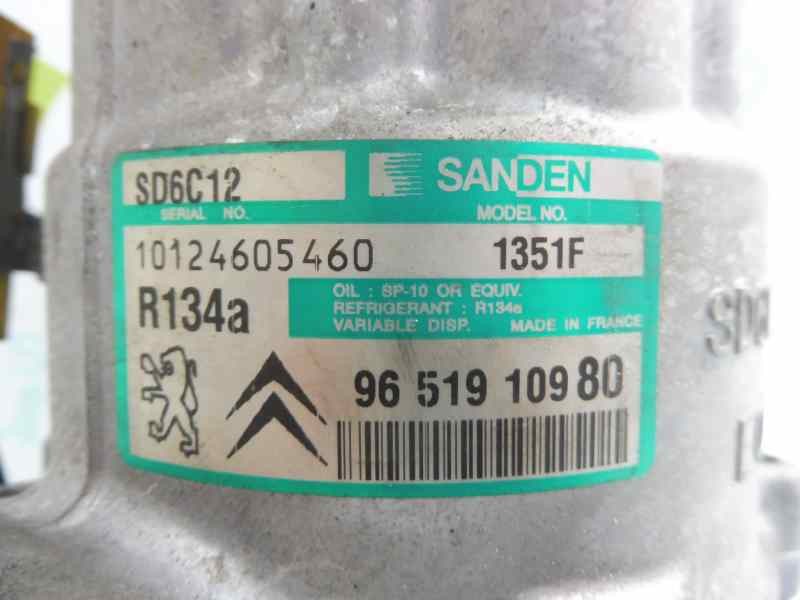 SD6C12
SANDEN
SERIAL NO.
MODEL NO.
10124605460
1351F
R134a
OIL : SP-10 OR EQUIV.
REFRIGERANT : R134a
VARIABLE DISP. MADE IN FRANCE
96 519 109 80